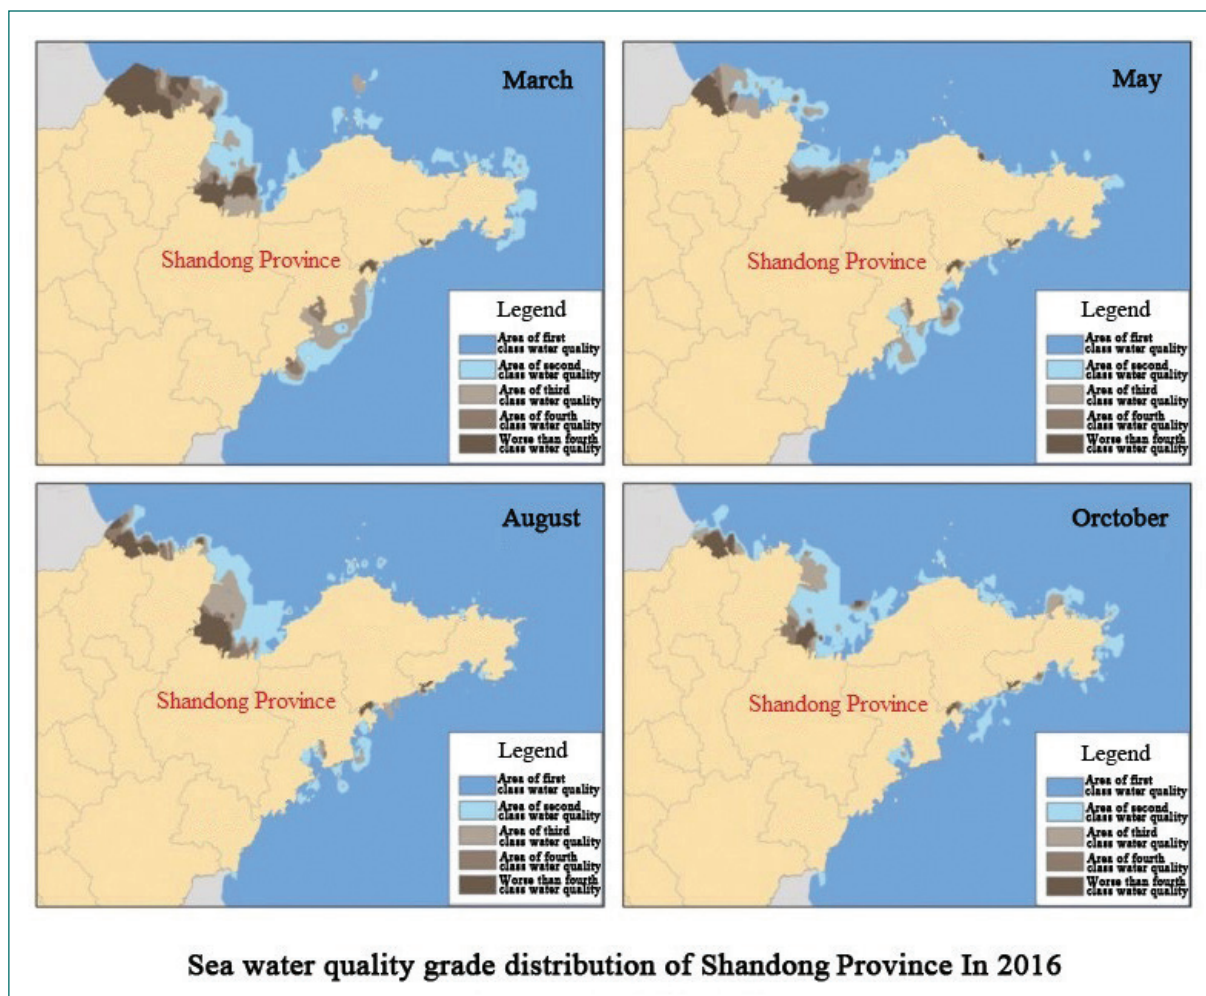 March
Shandong Province
Legend
Area of first
class water quality
Area of second
class water quality
Area of third
class water quality
Area of fourth
class water quality
Worse than fourth
class water quality
May
Shandong Province
Legend
Area of first
class water quality
Area of second
class water quality
Area of third
class water quality
Area of fourth
class water quality
Worse than fourth
class water quality
August
Shandong Province
Legend
Area of first
class water quality
Area of second
class water quality
Area of third
class water quality
Area of fourth
class water quality
Worse than fourth
class water quality
Orctober
Shandong Province
Legend
Area of first
class water quality
Area of second
class water quality
Area of third
class water quality
Area of fourth
class water quality
Worse than fourth
class water quality
Sea water quality grade distribution of Shandong Province In 2016